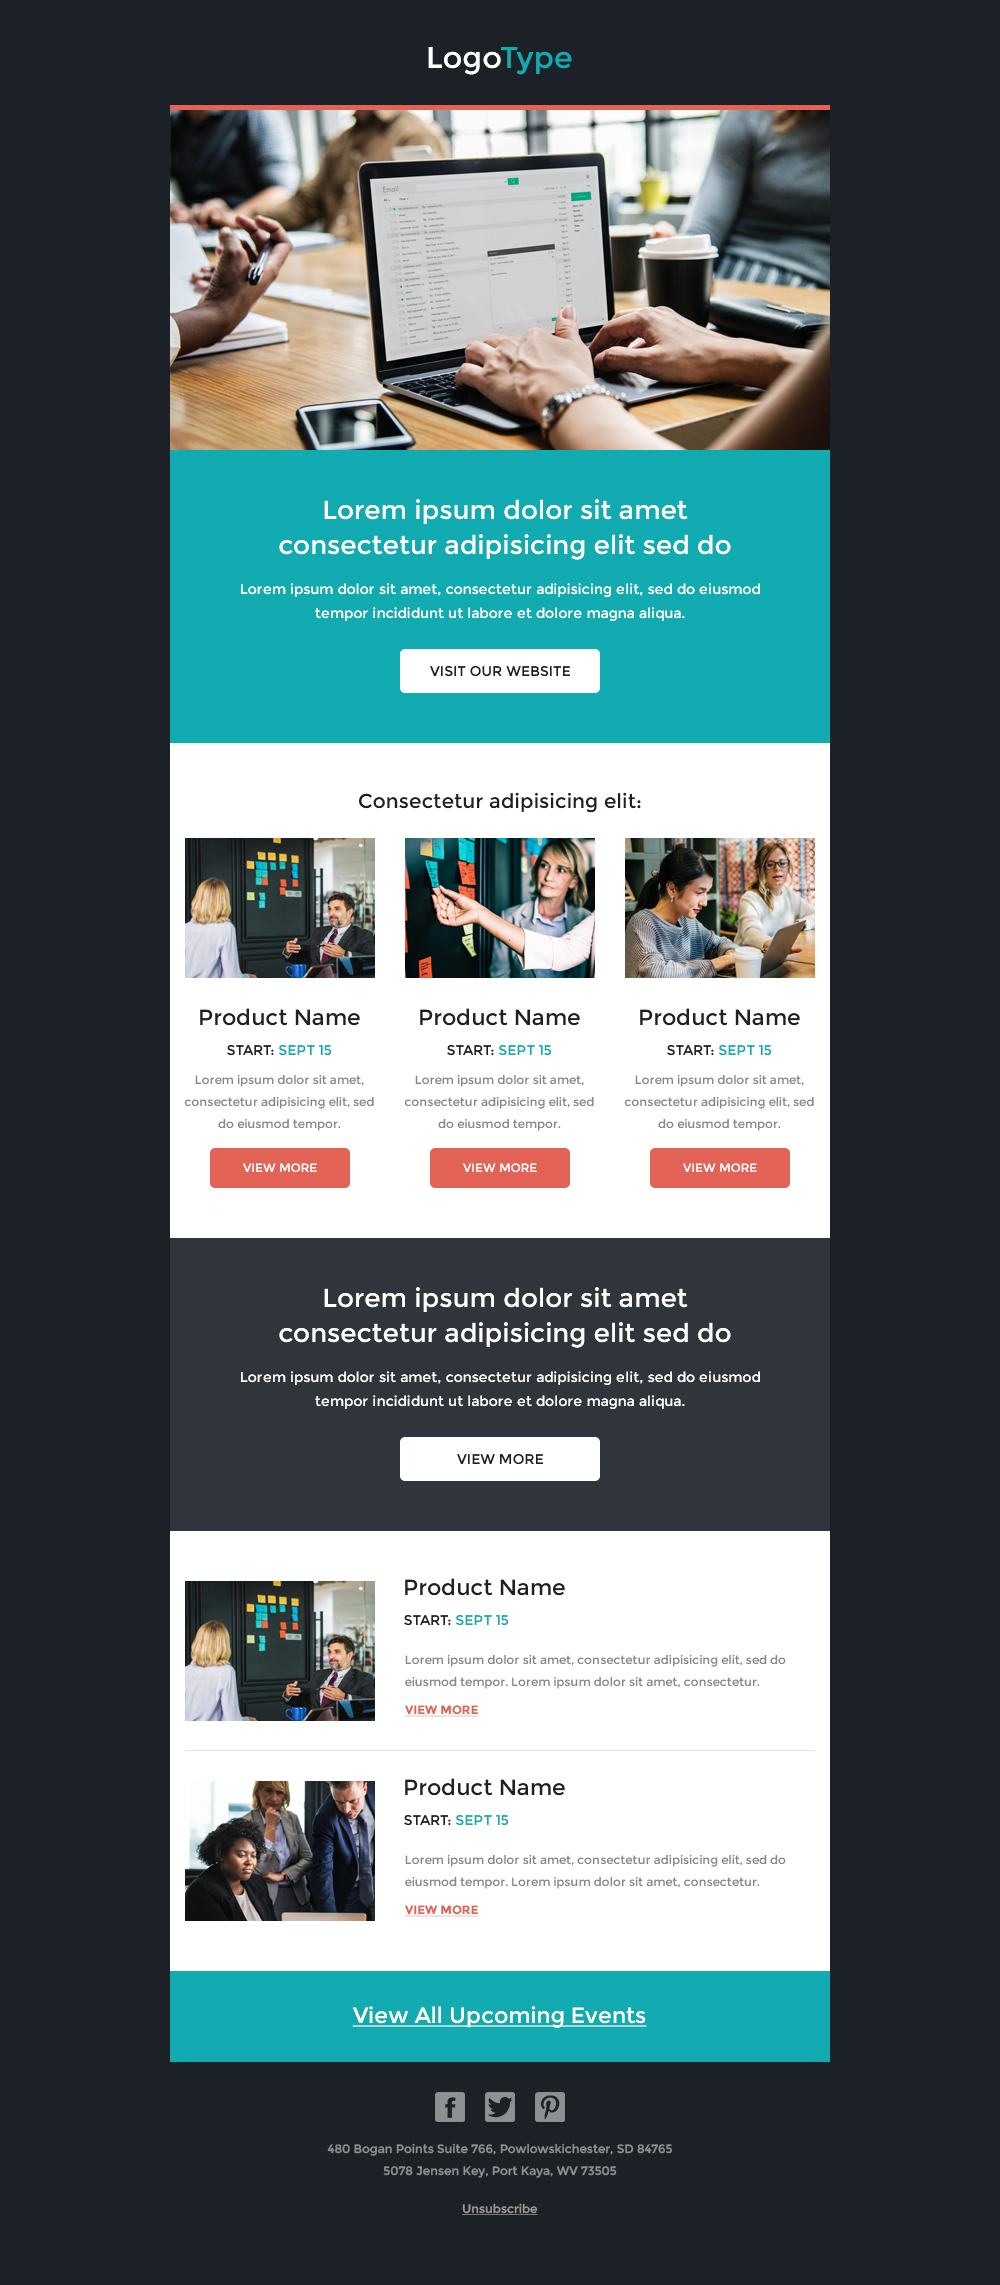 LogoType
Email
Lorem ipsum dolor sit amet
consectetur adipisicing elit sed do
Lorem ipsum dolor sit amet, consectetur adipisicing elit, sed do eiusmod
tempor incididunt ut labore et dolore magna aliqua.
VISIT OUR WEBSITE
Consectetur adipisicing elit:
Product Name
START: SEPT 15
Lorem ipsum dolor sit amet,
consectetur adipisicing elit, sed
do eiusmod tempor.
VIEW MORE
Product Name
START: SEPT 15
Lorem ipsum dolor sit amet,
consectetur adipisicing elit, sed
do eiusmod tempor.
VIEW MORE
Product Name
START: SEPT 15
Lorem ipsum dolor sit amet,
consectetur adipisicing elit, sed
do eiusmod tempor.
VIEW MORE
Lorem ipsum dolor sit amet
consectetur adipisicing elit sed do
Lorem ipsum dolor sit amet, consectetur adipisicing elit, sed do eiusmod
tempor incididunt ut labore et dolore magna aliqua.
VIEW MORE
Product Name
START: SEPT 15
Lorem ipsum dolor sit amet, consectetur adipisicing elit, sed do
eiusmod tempor. Lorem ipsum dolor sit amet, consectetur.
VIEW MORE
Product Name
START: SEPT 15
Lorem ipsum dolor sit amet, consectetur adipisicing elit, sed do
eiusmod tempor. Lorem ipsum dolor sit amet, consectetur.
VIEW MORE
View All Upcoming Events
480 Bogan Points Suite 766, Powlowskichester, SD 84765
5078 Jensen Key, Port Kaya, WV 73505
Unsubscribe